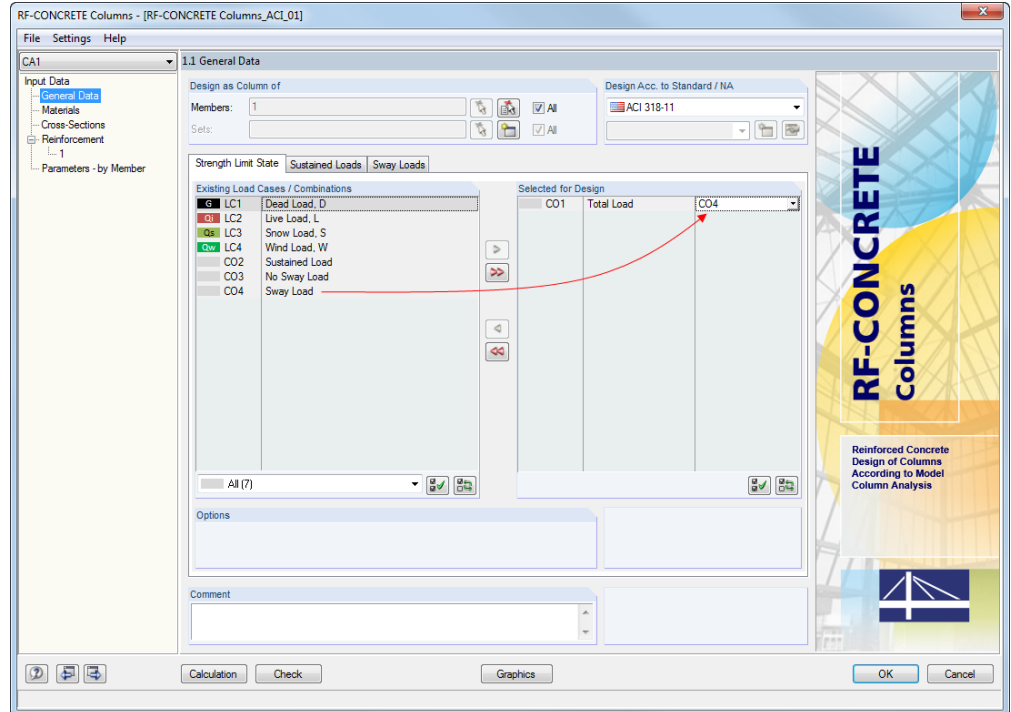 RF-CONCRETE Columns - [RF-CONCRETE Columns_ACI_01]
File Settings Help
CA1
1.1 General Data
Input Data
General Data
Materials
Cross-Sections
Reinforcement
1
Parameters - by Member
Design as Column of
Members: 1 All
Sets: All
Design Acc. to Standard / NA
ACI 318-11
Strength Limit State Sustained Loads Sway Loads
Existing Load Cases / Combinations
G LC1 Dead Load, D
Qi LC2 Live Load, L
Qs LC3 Snow Load, S
Qw LC4 Wind Load, W
CO2 Sustained Load
CO3 No Sway Load
CO4 Sway Load
All (7)
Selected for Design
CO1 Total Load CO4
Options
Comment
RF-CONCRETE
Columns
Reinforced Concrete
Design of Columns
According to Model
Column Analysis
Calculation Check Graphics OK Cancel